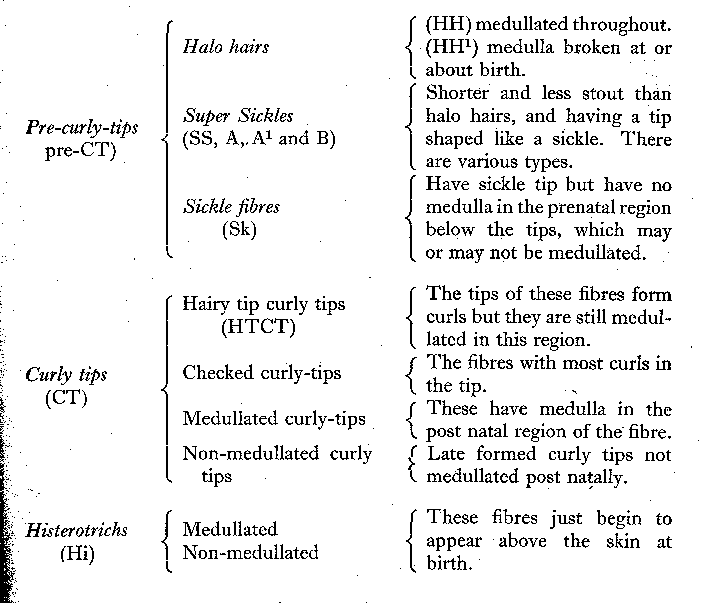 Pre-curly-tips
pre-CT)
Halo hairs
(HH) medullated throughout.
(HH¹) medulla broken at or
about birth.
Super Sickles
(SS, A, A¹ and B)
Shorter and less stout than
halo hairs, and having a tip
shaped like a sickle. There
are various types.
Sickle fibres
(Sk)
Have sickle tip but have no
medulla in the prenatal region
below the tips, which may
or may not be medullated.
Curly tips
(CT)
Hairy tip curly tips
(HTCT)
The tips of these fibres form
curls but they are still medul-
lated in this region.
Checked curly-tips
The fibres with most curls in
the tip.
Medullated curly-tips
These have medulla in the
post natal region of the fibre.
Non-medullated curly
tips
Late formed curly tips not
medullated post natally.
Histerotrichs
(Hi)
Medullated
Non-medullated
These fibres just begin to
appear above the skin at
birth.